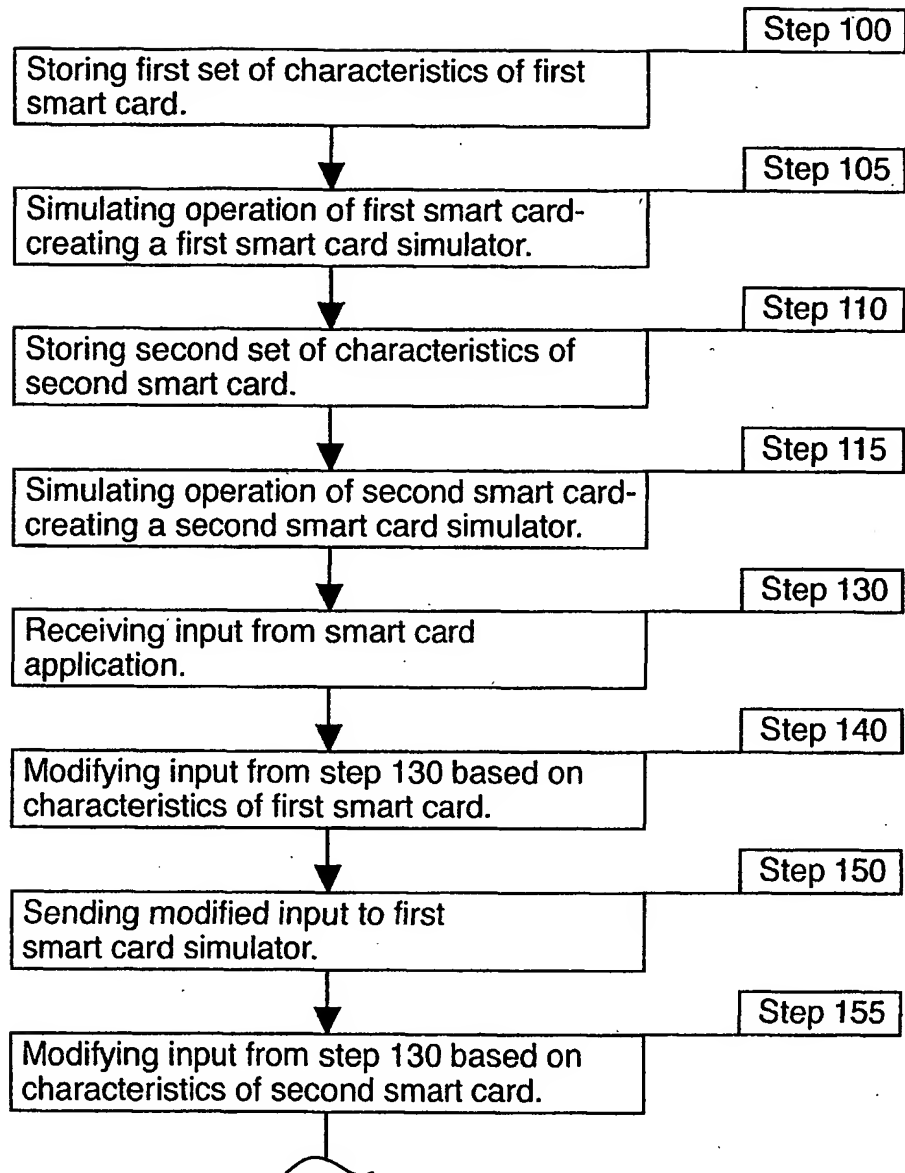 Step 100
Storing first set of characteristics of first
smart card.
Step 105
Simulating operation of first smart card-
creating a first smart card simulator.
Step 110
Storing second set of characteristics of
second smart card.
Step 115
Simulating operation of second smart card-
creating a second smart card simulator.
Step 130
Receiving input from smart card
application.
Step 140
Modifying input from step 130 based on
characteristics of first smart card.
Step 150
Sending modified input to first
smart card simulator.
Step 155
Modifying input from step 130 based on
characteristics of second smart card.